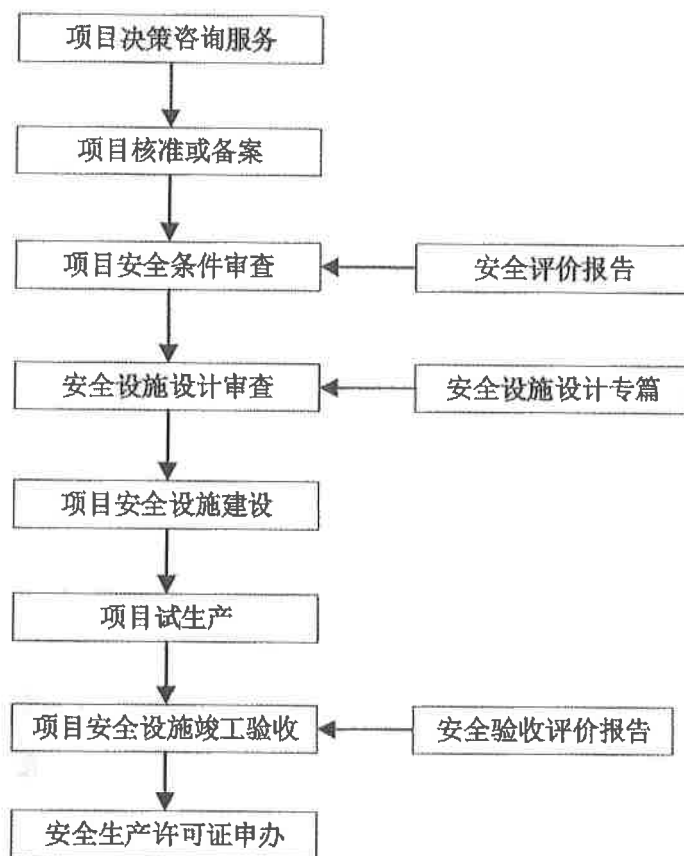 项目决策咨询服务
项目核准或备案
项目安全条件审查
安全评价报告
安全设施设计审查
安全设施设计专篇
项目安全设施建设
项目试生产
项目安全设施竣工验收
安全验收评价报告
安全生产许可证申办